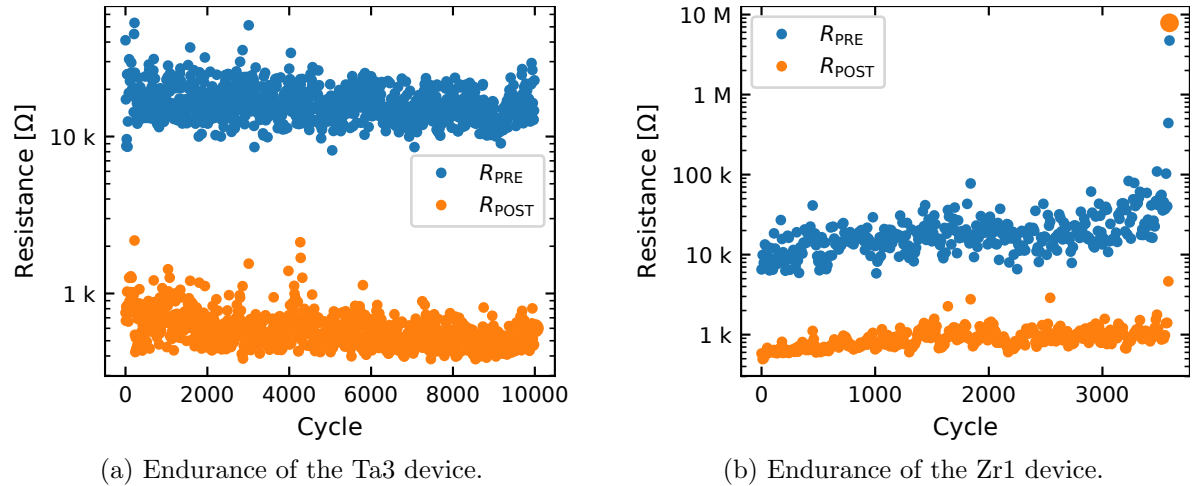 Resistance [Ω]
10 k
1 k
R_PRE
R_POST
0
2000
4000
6000
8000
10000
Cycle
(a) Endurance of the Ta3 device.
Resistance [Ω]
10 M
1 M
100 k
10 k
1 k
R_PRE
R_POST
0
1000
2000
3000
Cycle
(b) Endurance of the Zr1 device.